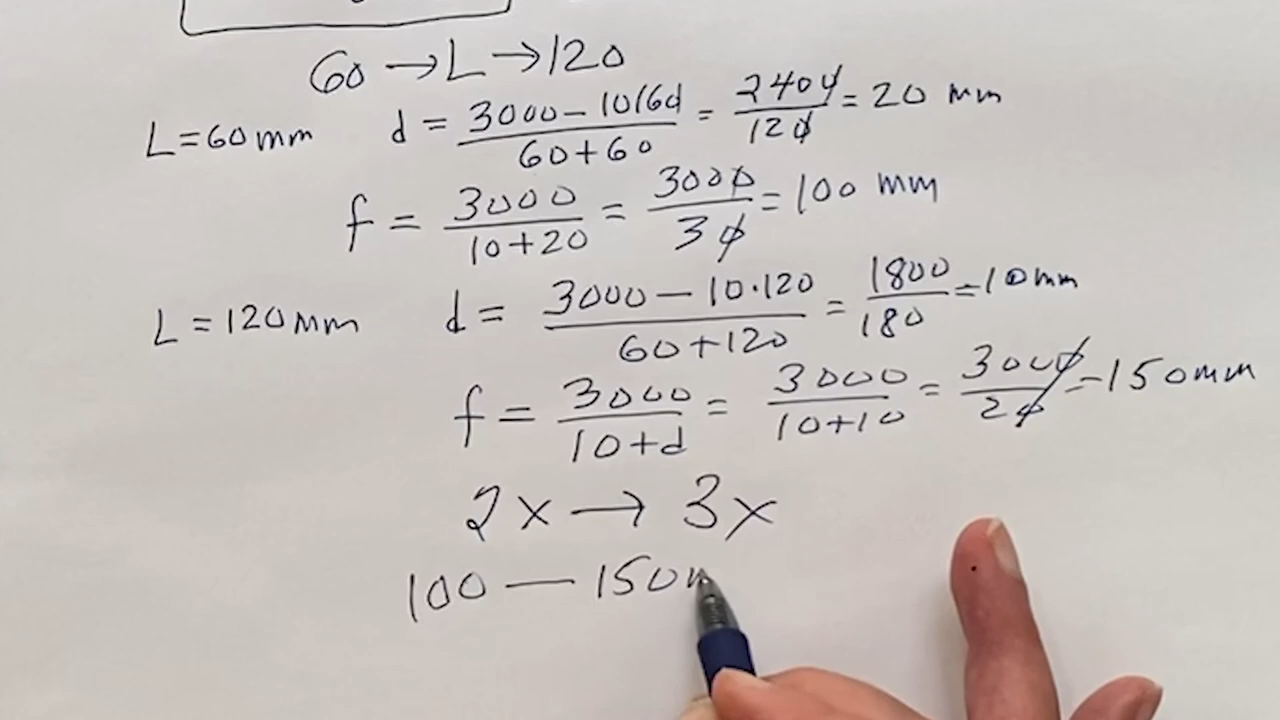 60 → L → 120
L = 60 mm d = (3000 - 10·60)/(60 + 60) = 2400/120 = 20 mm
f = 3000/(10 + 20) = 3000/30 = 100 mm
L = 120 mm d = (3000 - 10·120)/(60 + 120) = 1800/180 = 10 mm
f = 3000/(10 + d) = 3000/(10 + 10) = 3000/20 = 150 mm
2x → 3x
100 — 150